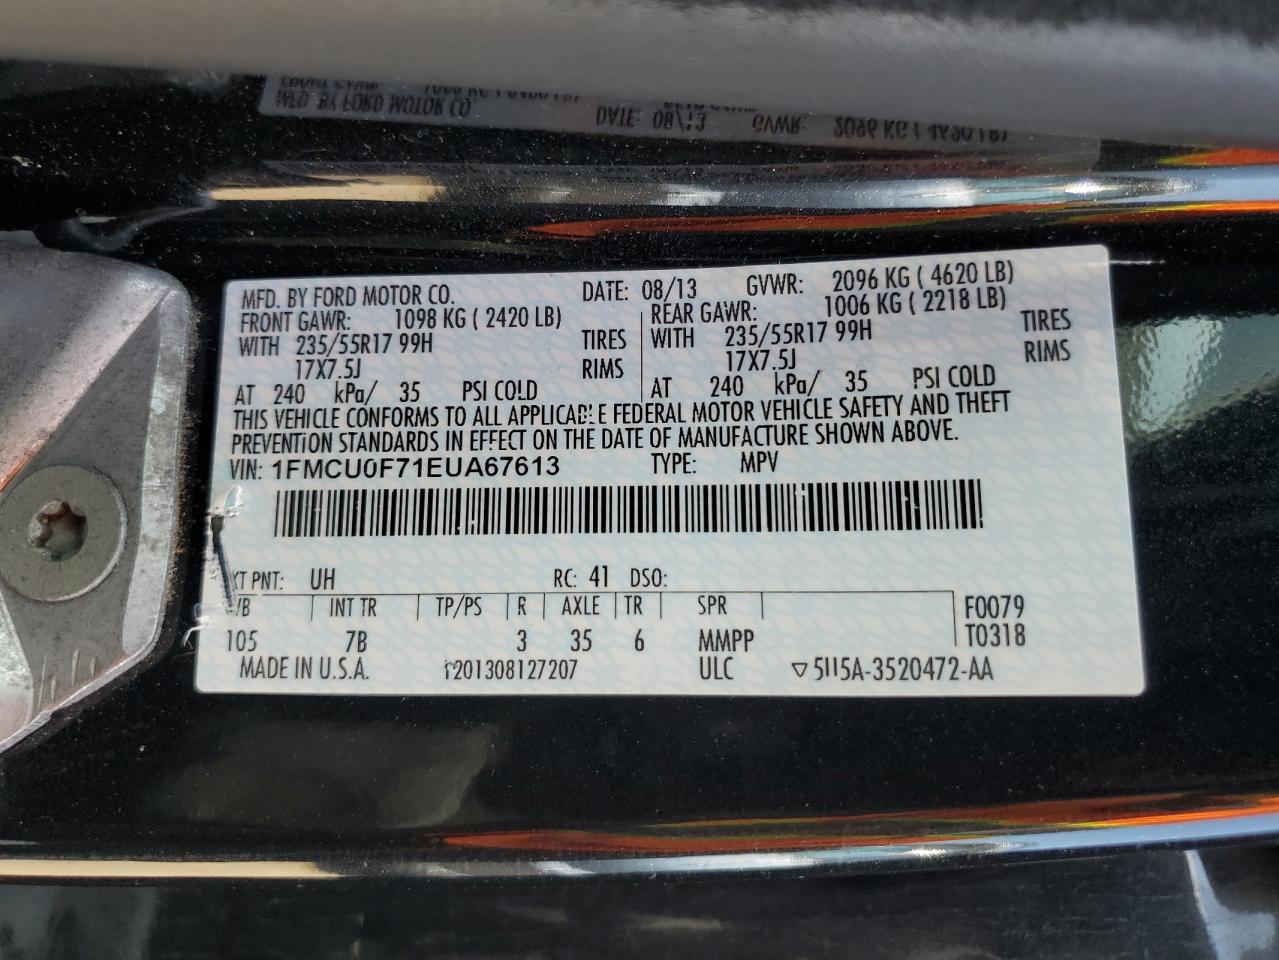 MFD. BY FORD MOTOR CO. DATE: 08/13 GVWR: 2096 KG ( 4620 LB)
FRONT GAWR: 1098 KG ( 2420 LB) REAR GAWR: 1006 KG ( 2218 LB)
WITH 235/55R17 99H TIRES WITH 235/55R17 99H TIRES
17X7.5J RIMS 17X7.5J RIMS
AT 240 kPa/ 35 PSI COLD AT 240 kPa/ 35 PSI COLD
THIS VEHICLE CONFORMS TO ALL APPLICABLE FEDERAL MOTOR VEHICLE SAFETY AND THEFT
PREVENTION STANDARDS IN EFFECT ON THE DATE OF MANUFACTURE SHOWN ABOVE.
VIN: 1FMCU0F71EUA67613 TYPE: MPV
PNT: UH RC: 41 DSO:
INT TR TP/PS R AXLE TR SPR F0079
105 7B 3 35 6 MMPP T0318
MADE IN U.S.A. ULC